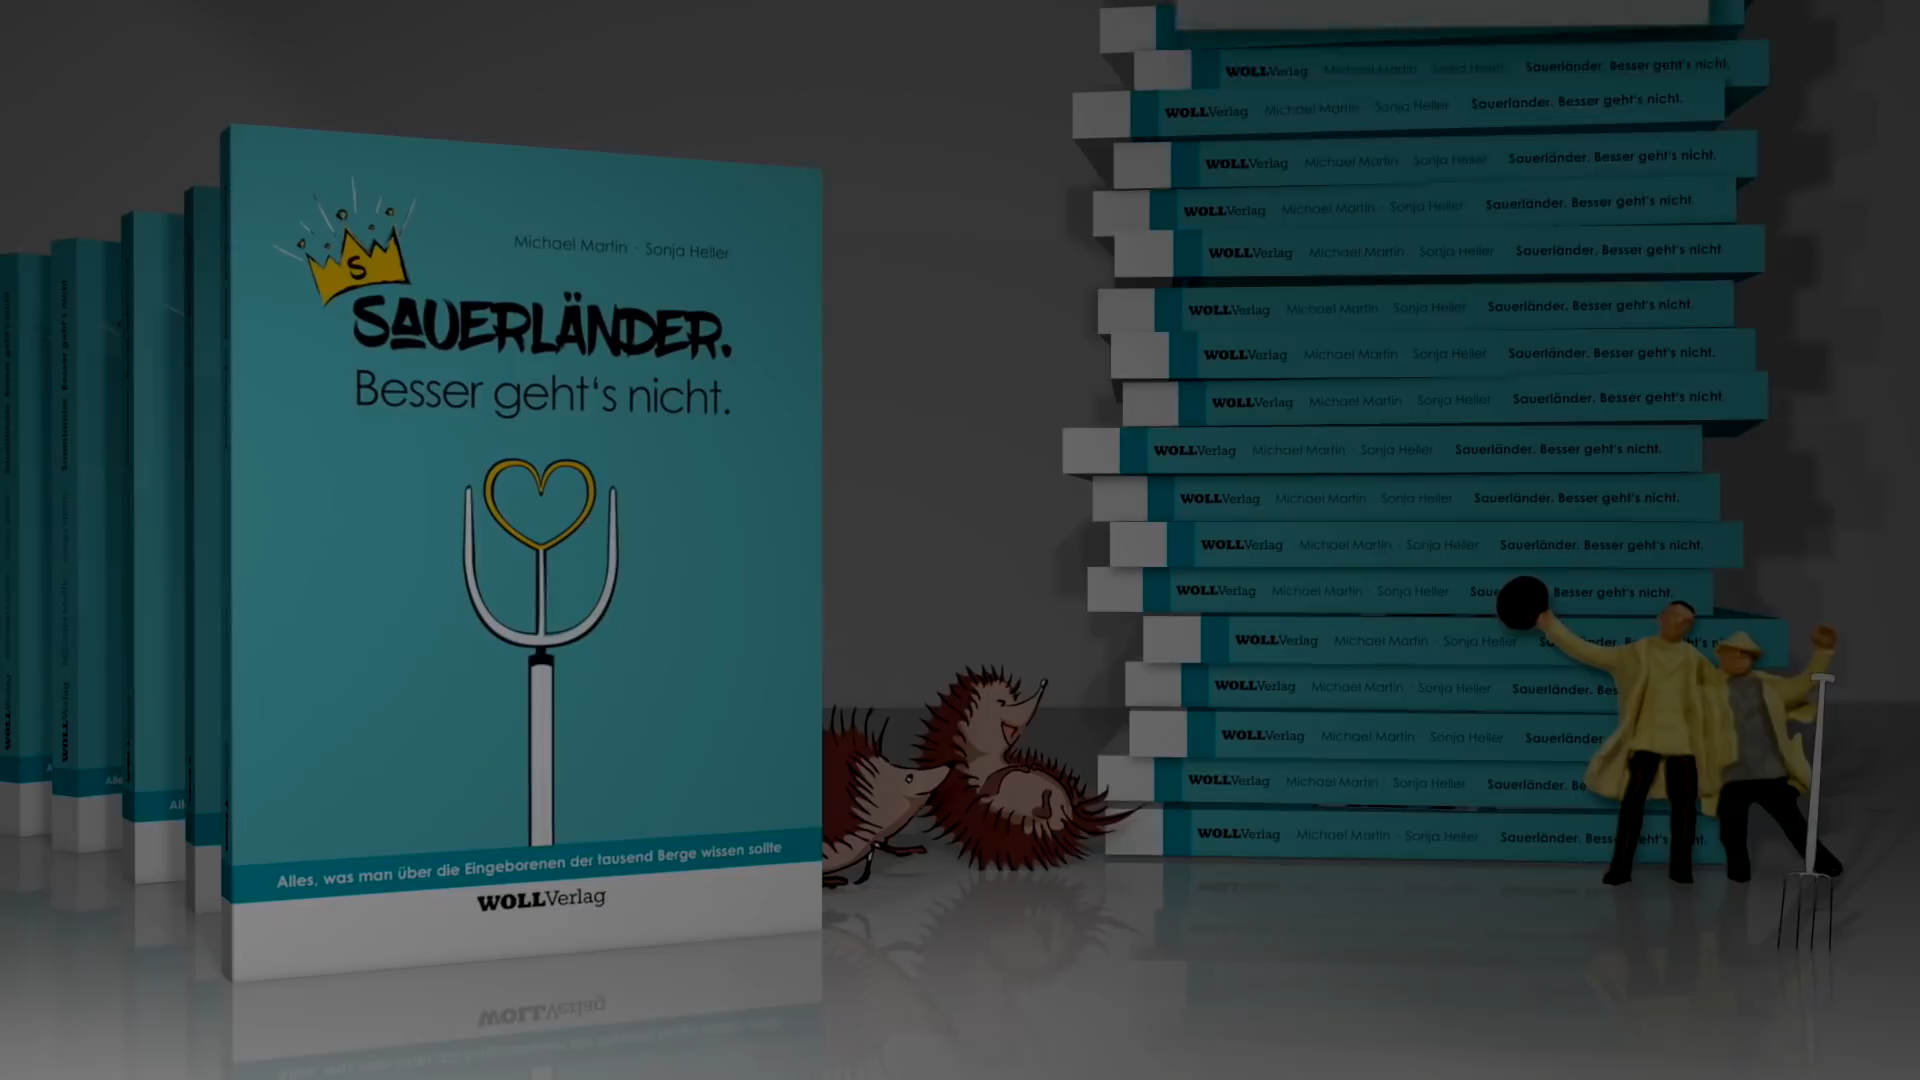 Michael Martin · Sonja Heller
S
SAUERLÄNDER.
Besser geht's nicht.
Alles, was man über die Eingeborenen der tausend Berge wissen sollte
WOLLVerlag
WOLLVerlag Michael Martin Sauerländer. Besser geht's nicht.
WOLLVerlag Michael Martin · Sonja Heller Sauerländer. Besser geht's nicht.
WOLLVerlag Michael Martin · Sonja Heller Sauerländer. Besser geht's nicht.
WOLLVerlag Michael Martin · Sonja Heller Sauerländer. Besser geht's nicht.
WOLLVerlag Michael Martin · Sonja Heller Sauerländer. Besser geht's nicht.
WOLLVerlag Michael Martin · Sonja Heller Sauerländer. Besser geht's nicht.
WOLLVerlag Michael Martin · Sonja Heller Sauerländer. Besser geht's nicht.
WOLLVerlag Michael Martin · Sonja Heller Sauerländer. Besser geht's nicht.
WOLLVerlag Michael Martin · Sonja Heller Sauerländer. Besser geht's nicht.
WOLLVerlag Michael Martin · Sonja Heller Sauerländer. Besser geht's nicht.
WOLLVerlag Michael Martin · Sonja Heller Sauerländer. Besser geht's nicht.
WOLLVerlag Michael Martin · Sonja Heller Saue Besser geht's nicht.
WOLLVerlag Michael Martin · Sonja Heller
WOLLVerlag Michael Martin · Sonja Heller Sauerländer. Bes
WOLLVerlag Michael Martin · Sonja Heller Sauerländer
WOLLVerlag Michael Martin · Sonja Heller Sauerländer. Be
WOLLVerlag Michael Martin · Sonja Heller Sauerländer. Bess geht's nicht.